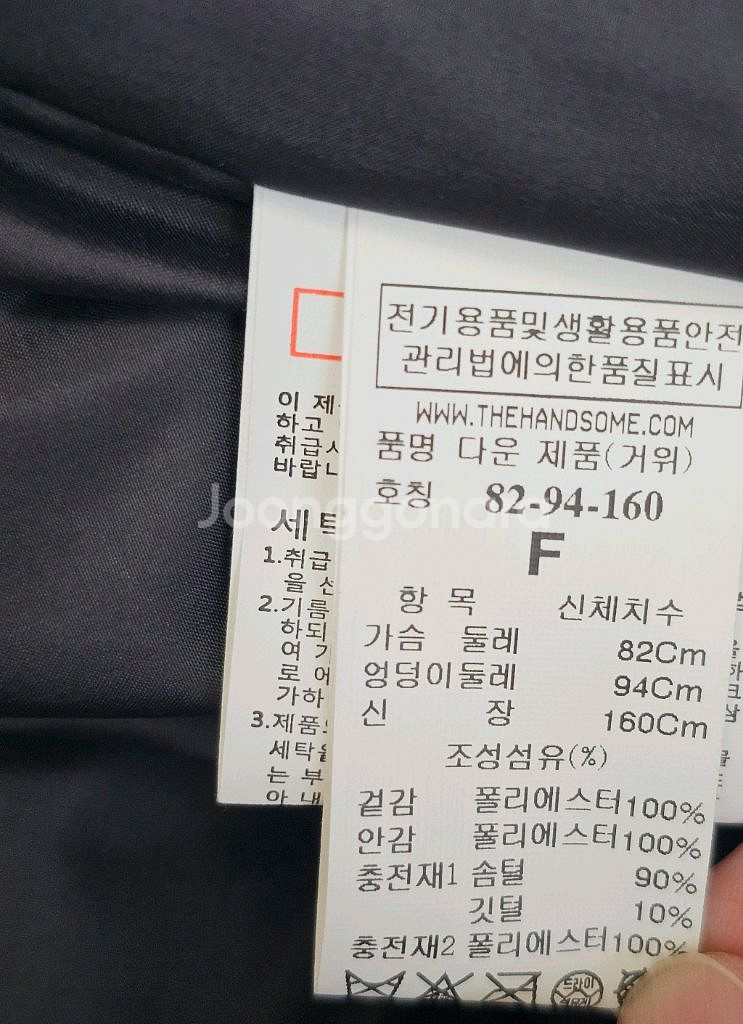 전기용품및생활용품안전
관리법에의한품질표시
WWW.THEHANDSOME.COM
품명 다운 제품(거위)
호칭 82-94-160
F
항 목 신체치수
가슴 둘레 82Cm
엉덩이둘레 94Cm
신 장 160Cm
조성섬유(%)
겉감 폴리에스터100%
안감 폴리에스터100%
충전재1 솜털 90%
깃털 10%
충전재2 폴리에스터100%
드라이
이 제
하고
취급시
바랍니
세탁
1.취급
을
2.기름
하되
여
로 
가하
3.제품
세탁
는 부
Joonggonara